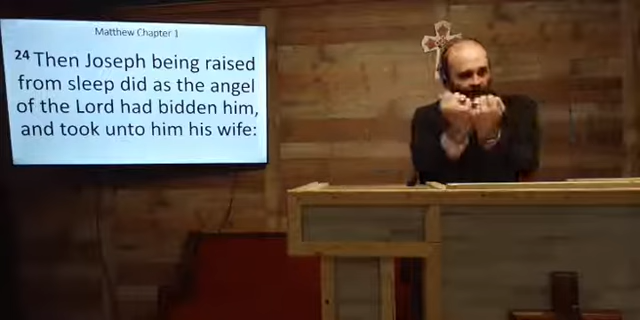 Matthew Chapter 1
24 Then Joseph being raised
from sleep did as the angel
of the Lord had bidden him,
and took unto him his wife: